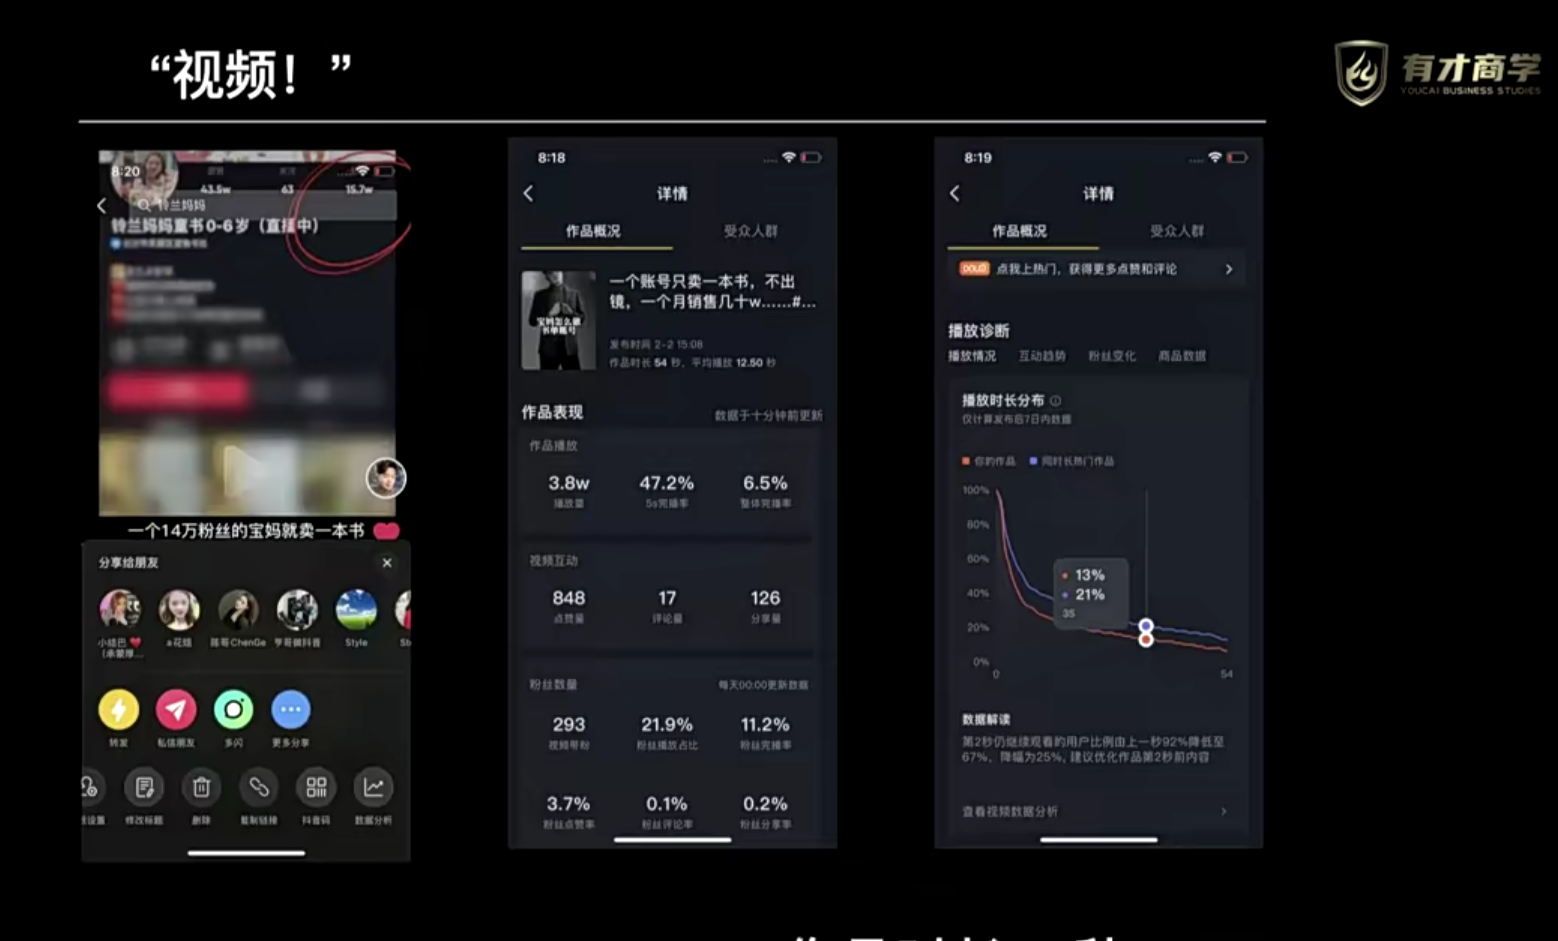 “视频！”
有才商学
YOUCAI BUSINESS STUDIES
8:20
43.5w
63
15.7w
铃兰妈妈
铃兰妈妈童书0-6岁（直播中）
一个14万粉丝的宝妈就卖一本书
分享给朋友
a花姐
陈哥ChenGe
亨哥做抖音
Style
转发
私信朋友
多闪
更多分享
修改标题
删除
复制链接
抖音码
数据分析
8:18
详情
作品概况
受众人群
一个账号只卖一本书，不出
镜，一个月销售几十w......#...
宝妈怎么做
书单账号
发布时间 2-2 15:08
作品时长 54 秒，平均播放 12.50 秒
作品表现
数据于十分钟前更新
作品播放
3.8w
47.2%
6.5%
播放量
5s完播率
整体完播率
视频互动
848
17
126
点赞量
评论量
分享量
粉丝数量
每天00:00更新数据
293
21.9%
11.2%
视频带粉
粉丝播放占比
粉丝完播率
3.7%
0.1%
0.2%
粉丝点赞率
粉丝评论率
粉丝分享率
8:19
详情
作品概况
受众人群
DOU+ 点我上热门，获得更多点赞和评论
播放诊断
播放情况
互动趋势
粉丝变化
商品数据
播放时长分布
仅计算发布后7日内数据
你的作品
同时长热门作品
100%
80%
60%
40%
20%
0%
13%
21%
35
0
54
数据解读
第2秒仍继续观看的用户比例由上一秒92%降低至
67%，降幅为25%，建议优化作品第2秒前内容
查看视频数据分析